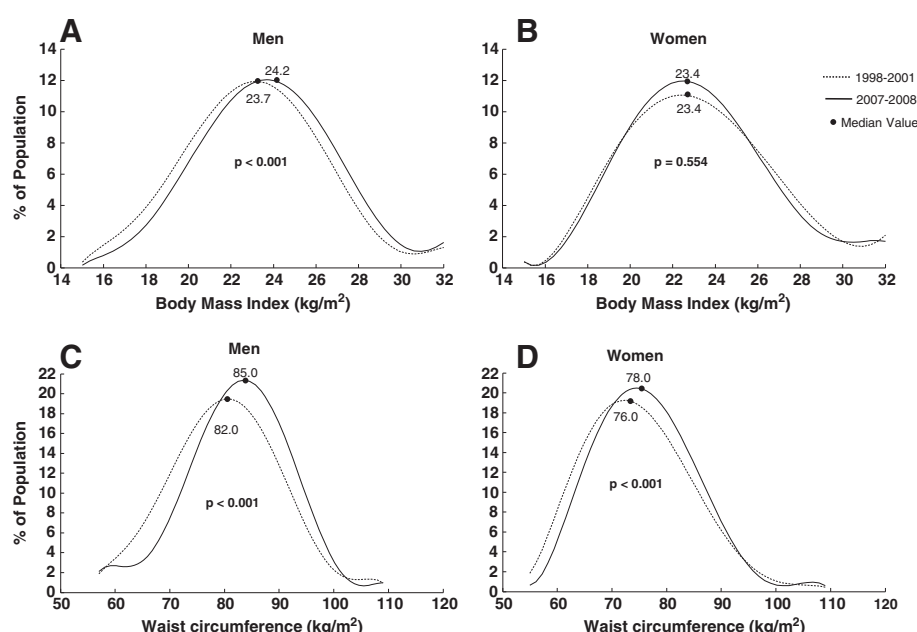 A
Men
14
12
10
8
6
4
2
0
% of Population
24.2
23.7
p < 0.001
14 16 18 20 22 24 26 28 30 32
Body Mass Index (kg/m²)
B
Women
14
12
10
8
6
4
2
0
23.4
23.4
p = 0.554
14 16 18 20 22 24 26 28 30 32
Body Mass Index (kg/m²)
1998-2001
2007-2008
Median Value
C
Men
22
20
18
16
14
12
10
8
6
4
2
0
% of Population
85.0
82.0
p < 0.001
50 60 70 80 90 100 110 120
Waist circumference (kg/m²)
D
Women
22
20
18
16
14
12
10
8
6
4
2
0
78.0
76.0
p < 0.001
50 60 70 80 90 100 110 120
Waist circumference (kg/m²)